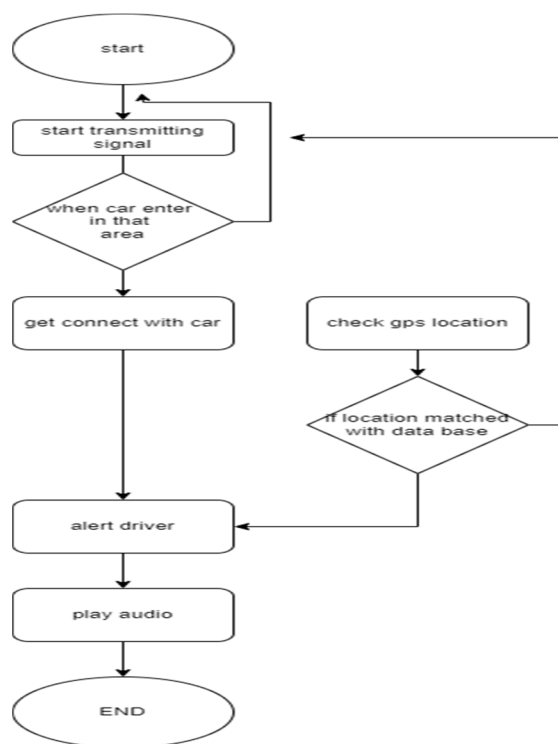 start
start transmitting
signal
when car enter
in that
area
get connect with car
check gps location
if location matched
with data base
alert driver
play audio
END